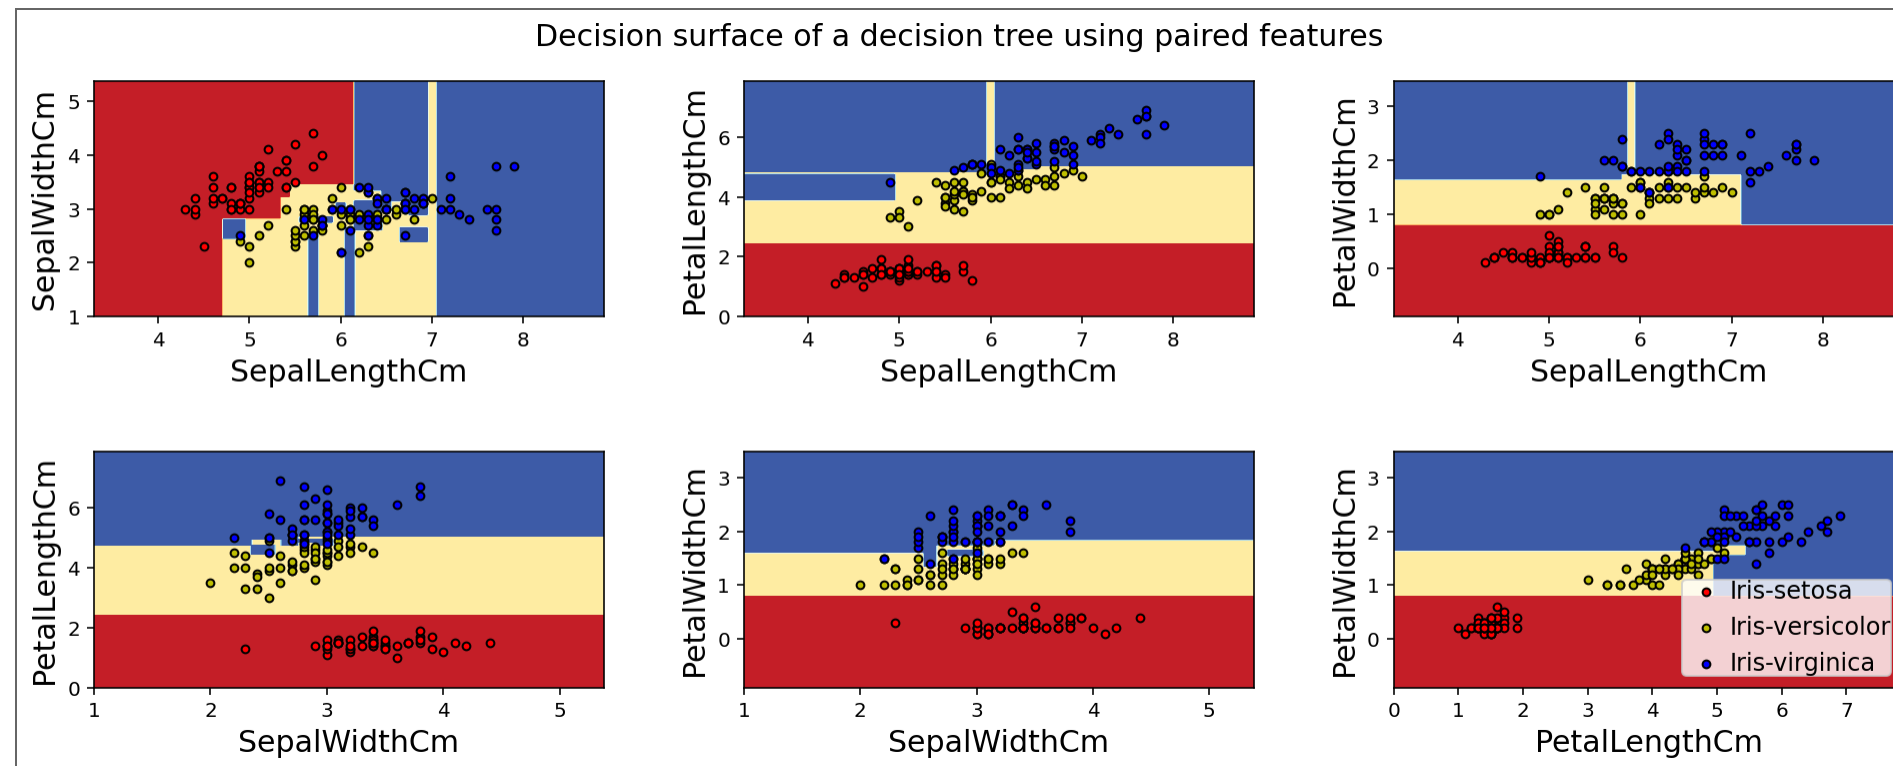 Decision surface of a decision tree using paired features
SepalWidthCm
5
4
3
2
1
4 5 6 7 8
SepalLengthCm
PetalLengthCm
6
4
2
0
4 5 6 7 8
SepalLengthCm
PetalWidthCm
3
2
1
0
4 5 6 7 8
SepalLengthCm
PetalLengthCm
6
4
2
0
1 2 3 4 5
SepalWidthCm
PetalWidthCm
3
2
1
0
1 2 3 4 5
SepalWidthCm
PetalWidthCm
3
2
1
0
Iris-setosa
Iris-versicolor
Iris-virginica
0 1 2 3 4 5 6 7
PetalLengthCm